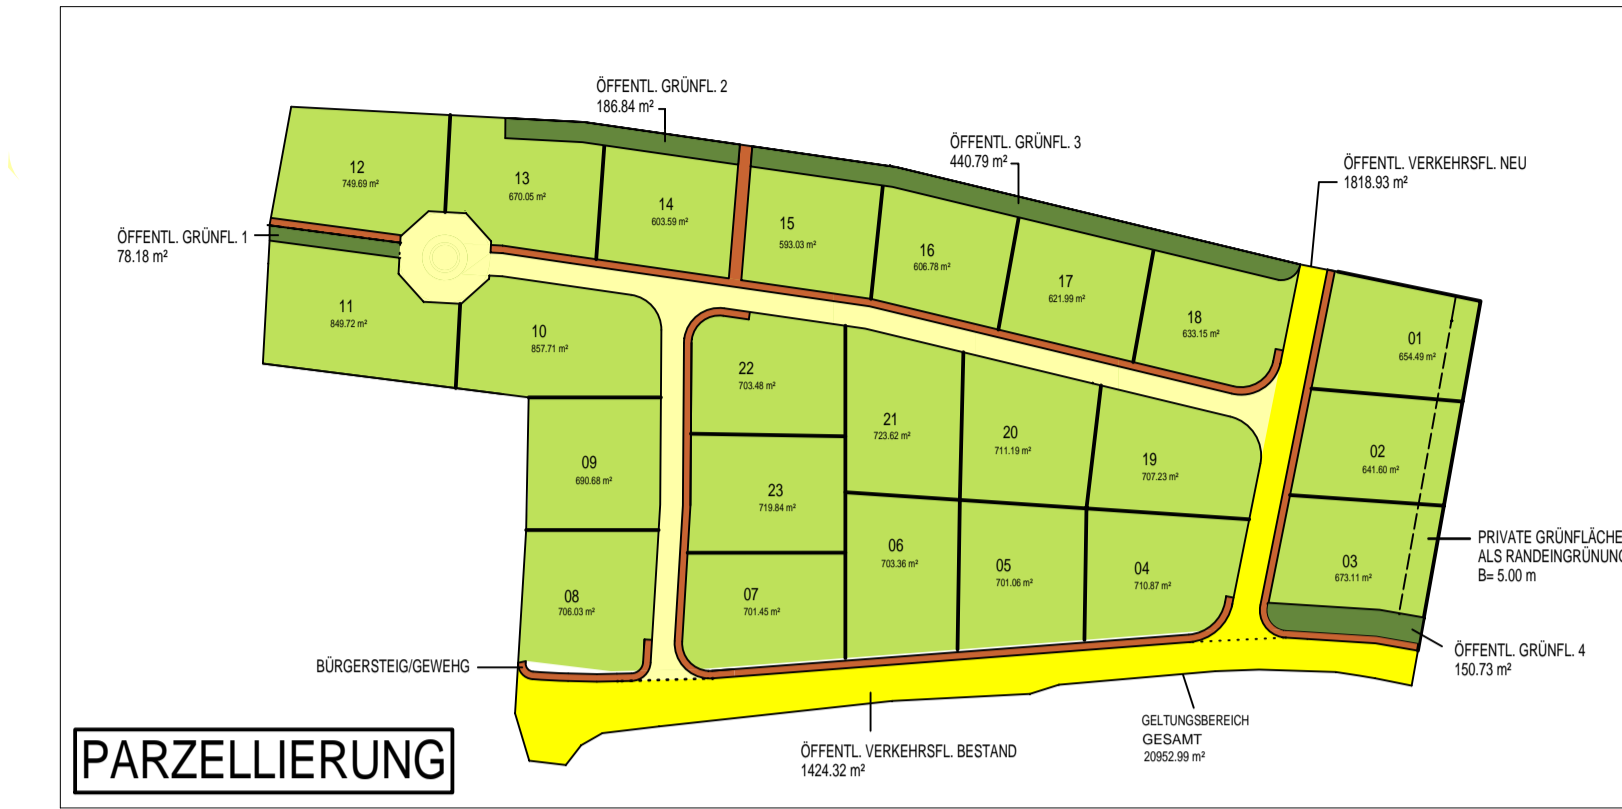 ÖFFENTL. GRÜNFL. 2
186.84 m²
ÖFFENTL. GRÜNFL. 3
440.79 m²
ÖFFENTL. VERKEHRSFL. NEU
1818.93 m²
ÖFFENTL. GRÜNFL. 1
78.18 m²
12
749.69 m²
13
670.05 m²
14
603.59 m²
15
593.03 m²
16
606.78 m²
17
621.99 m²
18
633.15 m²
01
654.49 m²
11
849.72 m²
10
857.71 m²
22
703.48 m²
21
723.62 m²
20
711.19 m²
19
707.23 m²
02
641.60 m²
09
690.68 m²
23
719.84 m²
06
703.36 m²
05
701.06 m²
04
710.87 m²
03
673.11 m²
08
706.03 m²
07
701.45 m²
PRIVATE GRÜNFLÄCHE
ALS RANDEINGRÜNUNG
B= 5.00 m
ÖFFENTL. GRÜNFL. 4
150.73 m²
BÜRGERSTEIG/GEWEHG
GELTUNGSBEREICH
GESAMT
20952.99 m²
ÖFFENTL. VERKEHRSFL. BESTAND
1424.32 m²
PARZELLIERUNG